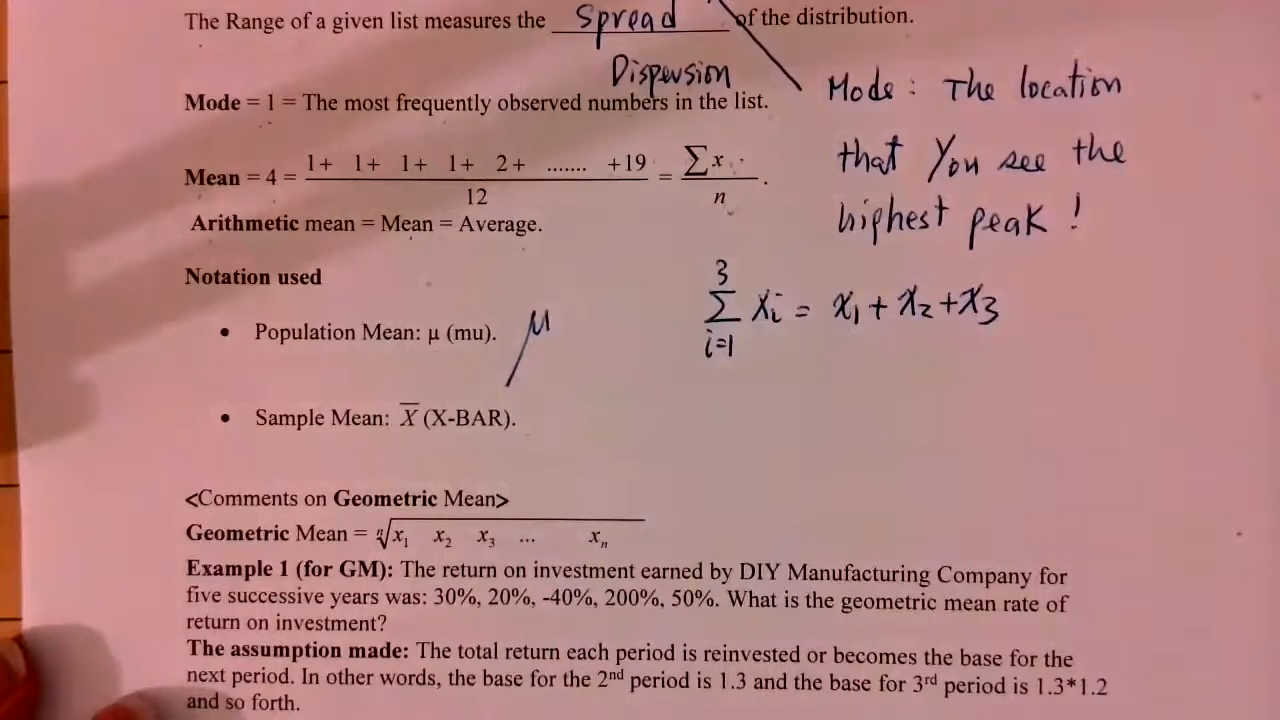 The Range of a given list measures the Spread of the distribution.
Dispersion
Mode = 1 = The most frequently observed numbers in the list.
Mode: The location
that you see the
highest peak!
Mean = 4 = 1+ 1+ 1+ 1+ 2+ ....... +19 / 12 = ∑x / n .
Arithmetic mean = Mean = Average.
Notation used
3
∑ xi = x1 + x2 + x3
i=1
• Population Mean: μ (mu). μ
• Sample Mean: X̅ (X-BAR).
<Comments on Geometric Mean>
Geometric Mean = ⁿ√x1 x2 x3 ... xn
Example 1 (for GM): The return on investment earned by DIY Manufacturing Company for
five successive years was: 30%, 20%, -40%, 200%, 50%. What is the geometric mean rate of
return on investment?
The assumption made: The total return each period is reinvested or becomes the base for the
next period. In other words, the base for the 2nd period is 1.3 and the base for 3rd period is 1.3*1.2
and so forth.